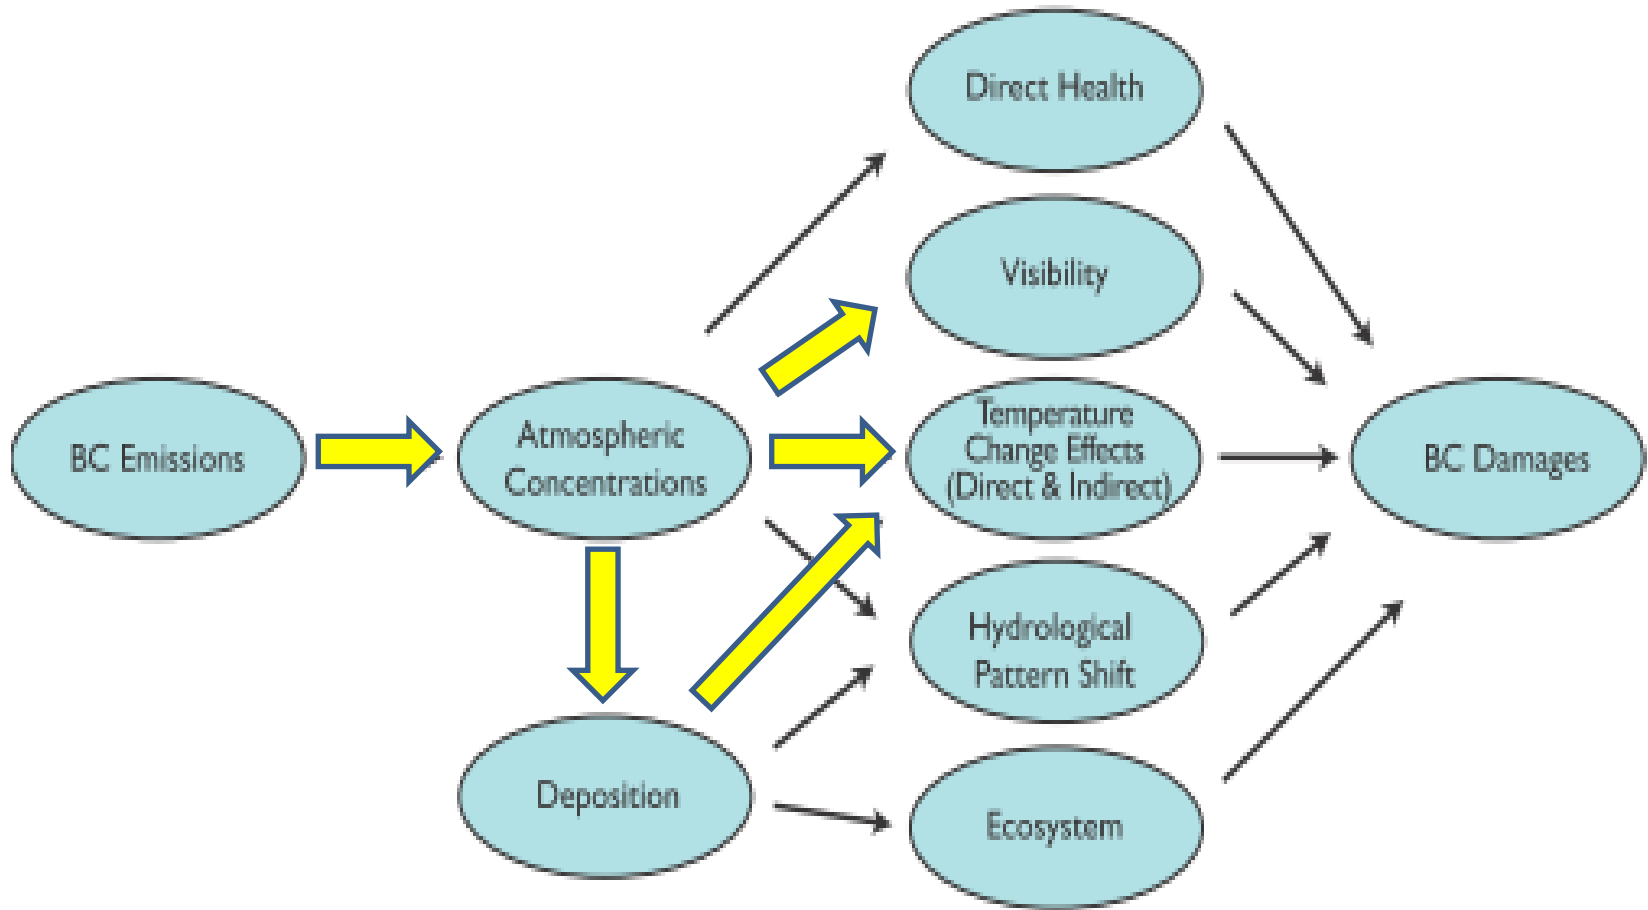 Direct Health
Visibility
BC Emissions
Atmospheric
Concentrations
Temperature
Change Effects
(Direct & Indirect)
BC Damages
Hydrological
Pattern Shift
Deposition
Ecosystem